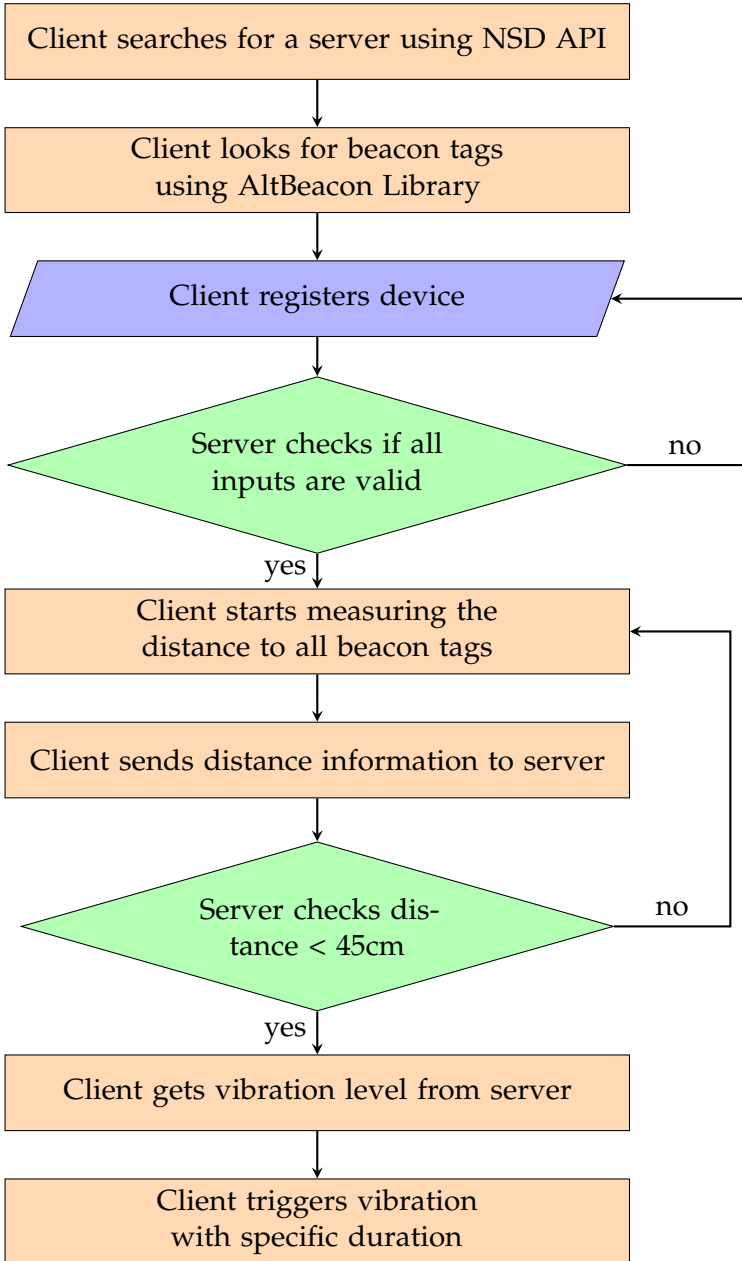 Client searches for a server using NSD API
Client looks for beacon tags
using AltBeacon Library
Client registers device
Server checks if all
inputs are valid
no
yes
Client starts measuring the
distance to all beacon tags
Client sends distance information to server
Server checks dis-
tance < 45cm
no
yes
Client gets vibration level from server
Client triggers vibration
with specific duration